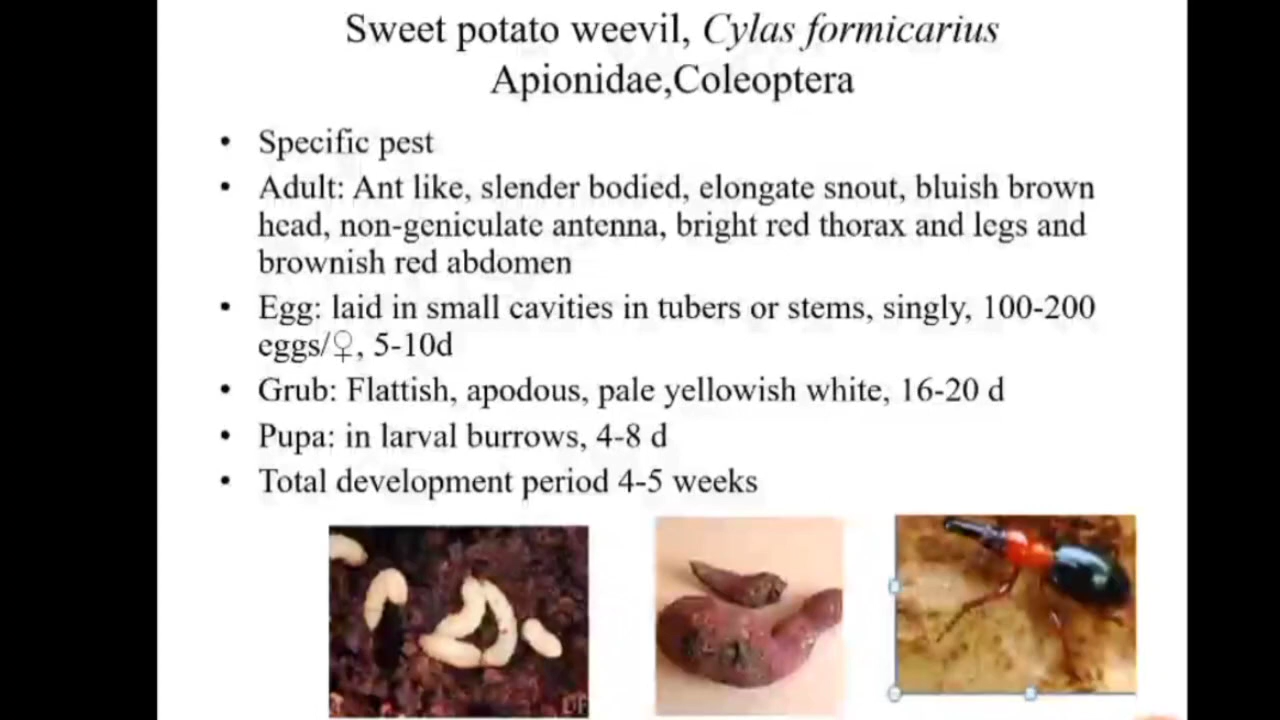 Sweet potato weevil, Cylas formicarius
Apionidae,Coleoptera
• Specific pest
• Adult: Ant like, slender bodied, elongate snout, bluish brown
head, non-geniculate antenna, bright red thorax and legs and
brownish red abdomen
• Egg: laid in small cavities in tubers or stems, singly, 100-200
eggs/♀, 5-10d
• Grub: Flattish, apodous, pale yellowish white, 16-20 d
• Pupa: in larval burrows, 4-8 d
• Total development period 4-5 weeks